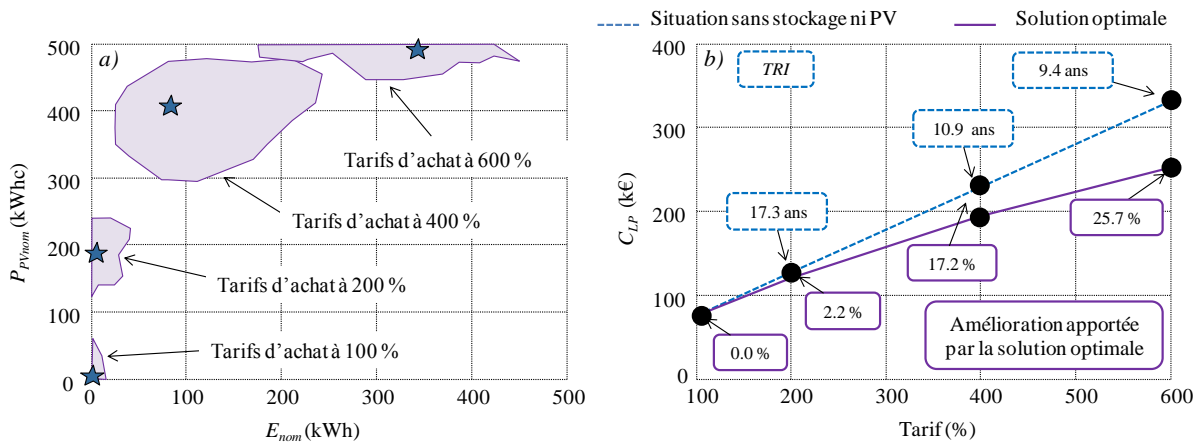 Situation sans stockage ni PV
Solution optimale
a)
500
400
300
200
100
0
P_PVnom (kWhc)
0
100
200
300
400
500
E_nom (kWh)
Tarifs d'achat à 600 %
Tarifs d'achat à 400 %
Tarifs d'achat à 200 %
Tarifs d'achat à 100 %
b)
400
300
200
100
0
C_LP (k€)
100
200
300
400
500
600
Tarif (%)
TRI
9.4 ans
10.9 ans
17.3 ans
25.7 %
17.2 %
2.2 %
0.0 %
Amélioration apportée
par la solution optimale